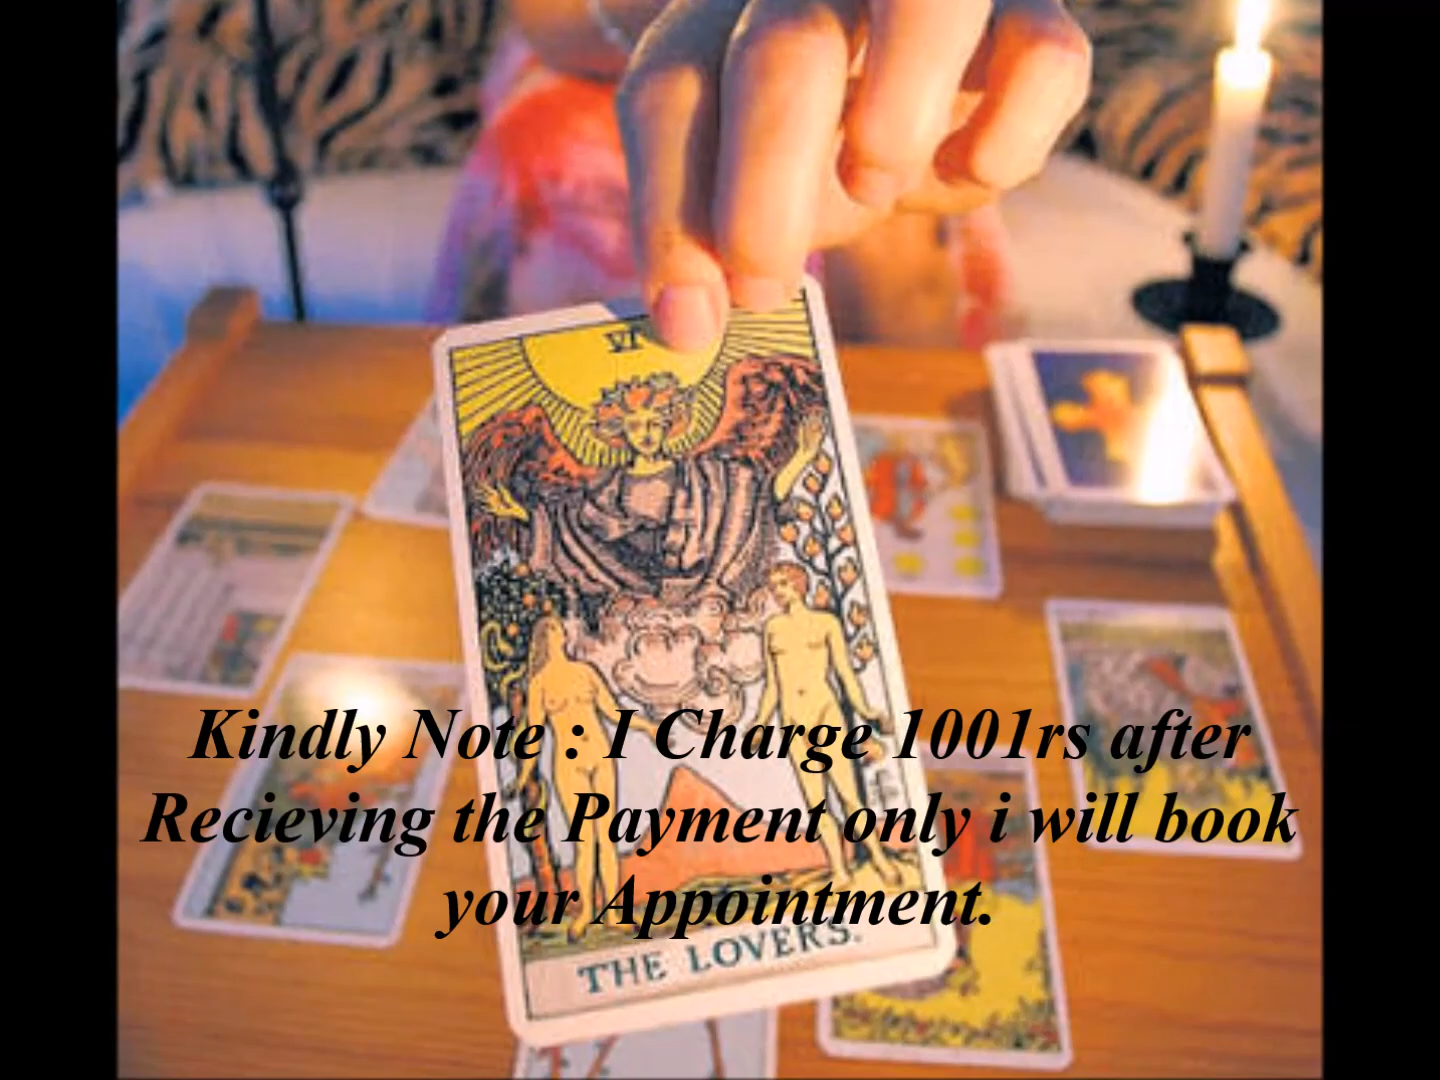 VI
Kindly Note : I Charge 1001rs after
Recieving the Payment only i will book
your Appointment.
THE LOVERS.